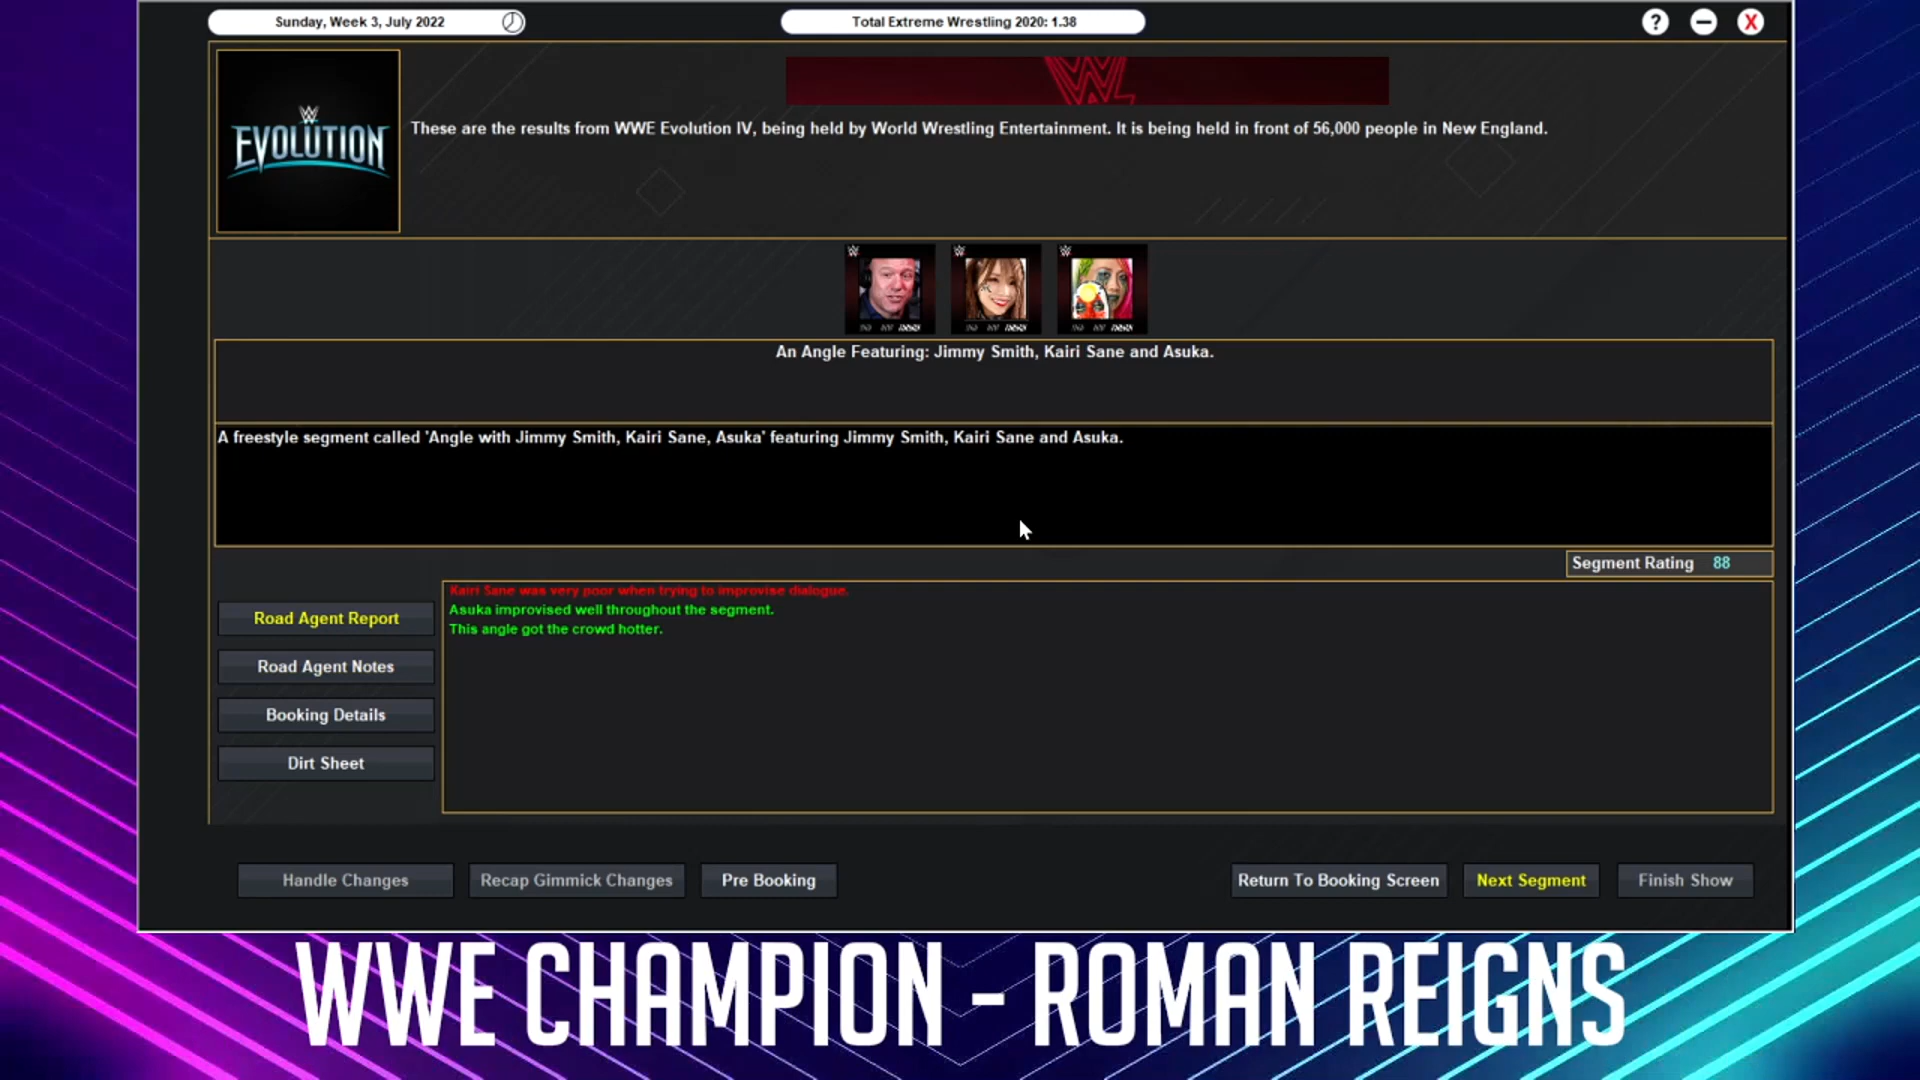 Sunday, Week 3, July 2022
Total Extreme Wrestling 2020: 1.38
?
X
W
EVOLUTION
These are the results from WWE Evolution IV, being held by World Wrestling Entertainment. It is being held in front of 56,000 people in New England.
An Angle Featuring: Jimmy Smith, Kairi Sane and Asuka.
A freestyle segment called 'Angle with Jimmy Smith, Kairi Sane, Asuka' featuring Jimmy Smith, Kairi Sane and Asuka.
Segment Rating 88
Kairi Sane was very poor when trying to improvise dialogue.
Asuka improvised well throughout the segment.
This angle got the crowd hotter.
Road Agent Report
Road Agent Notes
Booking Details
Dirt Sheet
Handle Changes
Recap Gimmick Changes
Pre Booking
Return To Booking Screen
Next Segment
Finish Show
WWE CHAMPION - ROMAN REIGNS